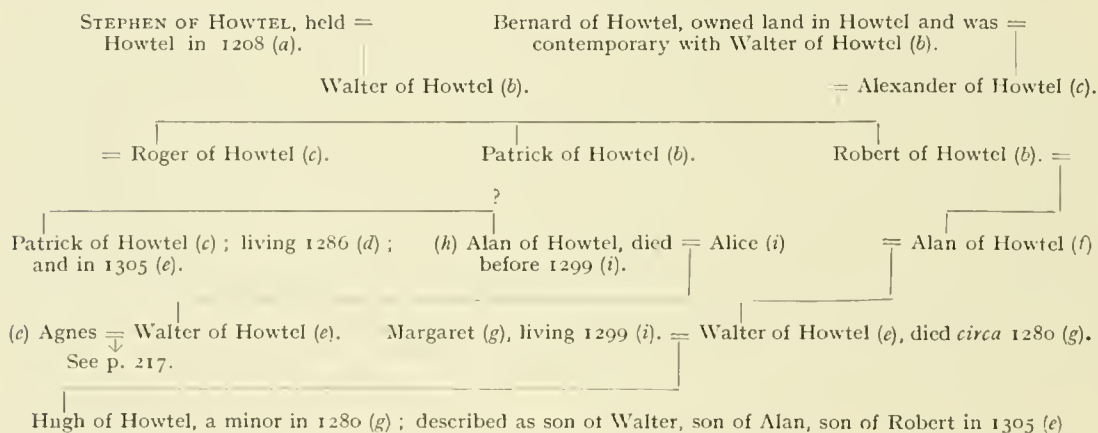 STEPHEN OF HOWTEL, held =
Howtel in 1208 (a).
Bernard of Howtel, owned land in Howtel and was =
contemporary with Walter of Howtel (b).
Walter of Howtel (b).
= Alexander of Howtel (c).
= Roger of Howtel (c).
Patrick of Howtel (b).
Robert of Howtel (b). =
?
Patrick of Howtel (c) ; living 1286 (d) ;
and in 1305 (e).
(h) Alan of Howtel, died = Alice (i)
before 1299 (i).
= Alan of Howtel (f)
(c) Agnes = Walter of Howtel (e).
See p. 217.
Margaret (g), living 1299 (i). = Walter of Howtel (e), died circa 1280 (g).
Hugh of Howtel, a minor in 1280 (g) ; described as son of Walter, son of Alan, son of Robert in 1305 (e)